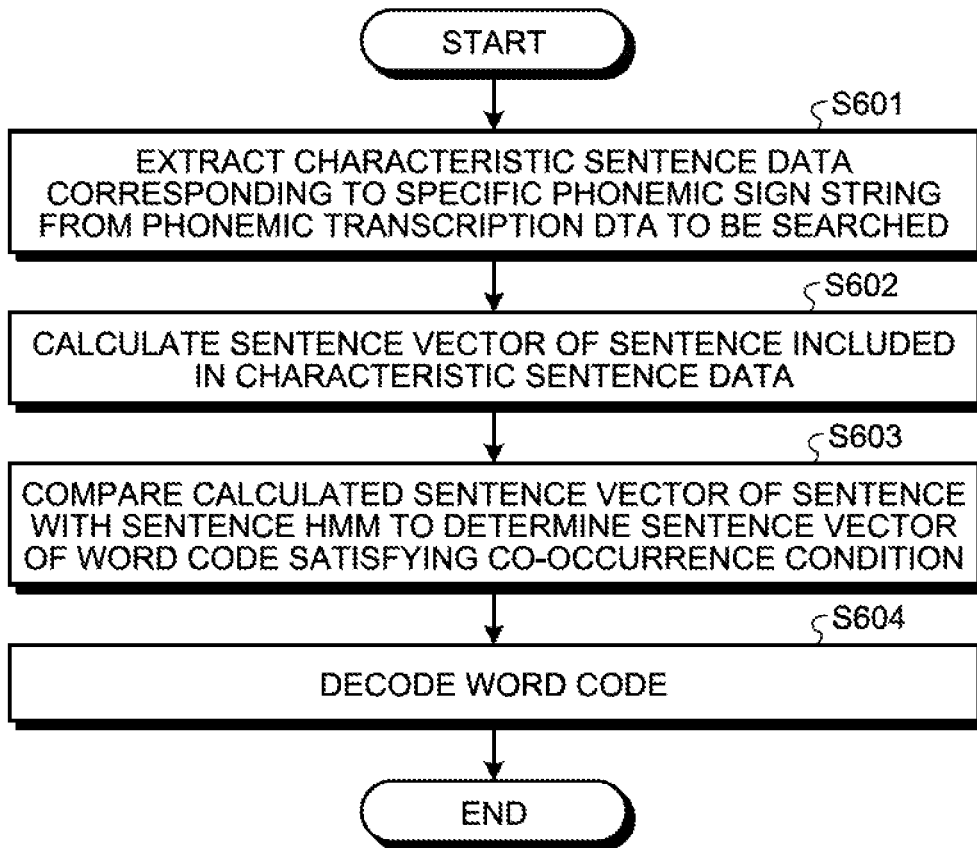 START
S601
EXTRACT CHARACTERISTIC SENTENCE DATA
CORRESPONDING TO SPECIFIC PHONEMIC SIGN STRING
FROM PHONEMIC TRANSCRIPTION DTA TO BE SEARCHED
S602
CALCULATE SENTENCE VECTOR OF SENTENCE INCLUDED
IN CHARACTERISTIC SENTENCE DATA
S603
COMPARE CALCULATED SENTENCE VECTOR OF SENTENCE
WITH SENTENCE HMM TO DETERMINE SENTENCE VECTOR
OF WORD CODE SATISFYING CO-OCCURRENCE CONDITION
S604
DECODE WORD CODE
END